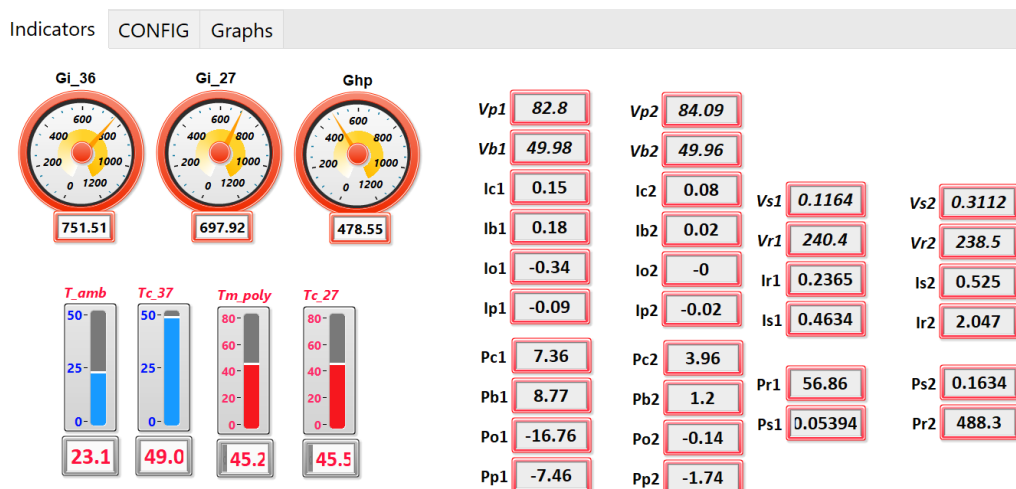 Indicators CONFIG Graphs
Gi_36 Gi_27 Ghp
0 200 400 600 800 1000 1200
0 200 400 600 800 1000 1200
0 200 400 600 800 1000 1200
751.51 697.92 478.55
T_amb Tc_37 Tm_poly Tc_27
50 25 0
50 25 0
80 60 40 20 0
80 60 40 20 0
23.1 49.0 45.2 45.5
Vp1 82.8
Vb1 49.98
Ic1 0.15
Ib1 0.18
Io1 -0.34
Ip1 -0.09
Pc1 7.36
Pb1 8.77
Po1 -16.76
Pp1 -7.46
Vp2 84.09
Vb2 49.96
Ic2 0.08
Ib2 0.02
Io2 -0
Ip2 -0.02
Pc2 3.96
Pb2 1.2
Po2 -0.14
Pp2 -1.74
Vs1 0.1164
Vr1 240.4
Ir1 0.2365
Is1 0.4634
Pr1 56.86
Ps1 0.05394
Vs2 0.3112
Vr2 238.5
Is2 0.525
Ir2 2.047
Ps2 0.1634
Pr2 488.3